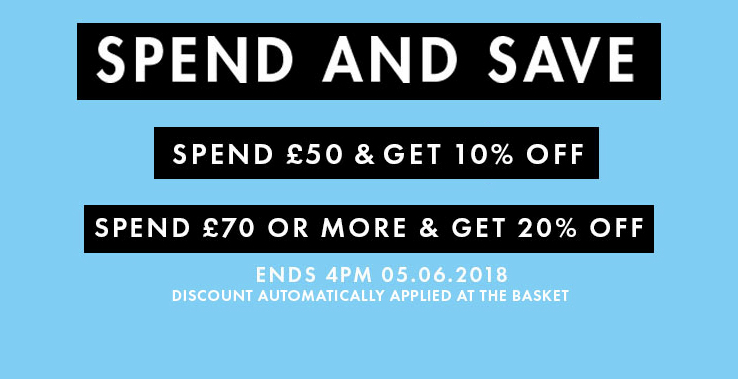 SPEND AND SAVE
SPEND £50 & GET 10% OFF
SPEND £70 OR MORE & GET 20% OFF
ENDS 4PM 05.06.2018
DISCOUNT AUTOMATICALLY APPLIED AT THE BASKET